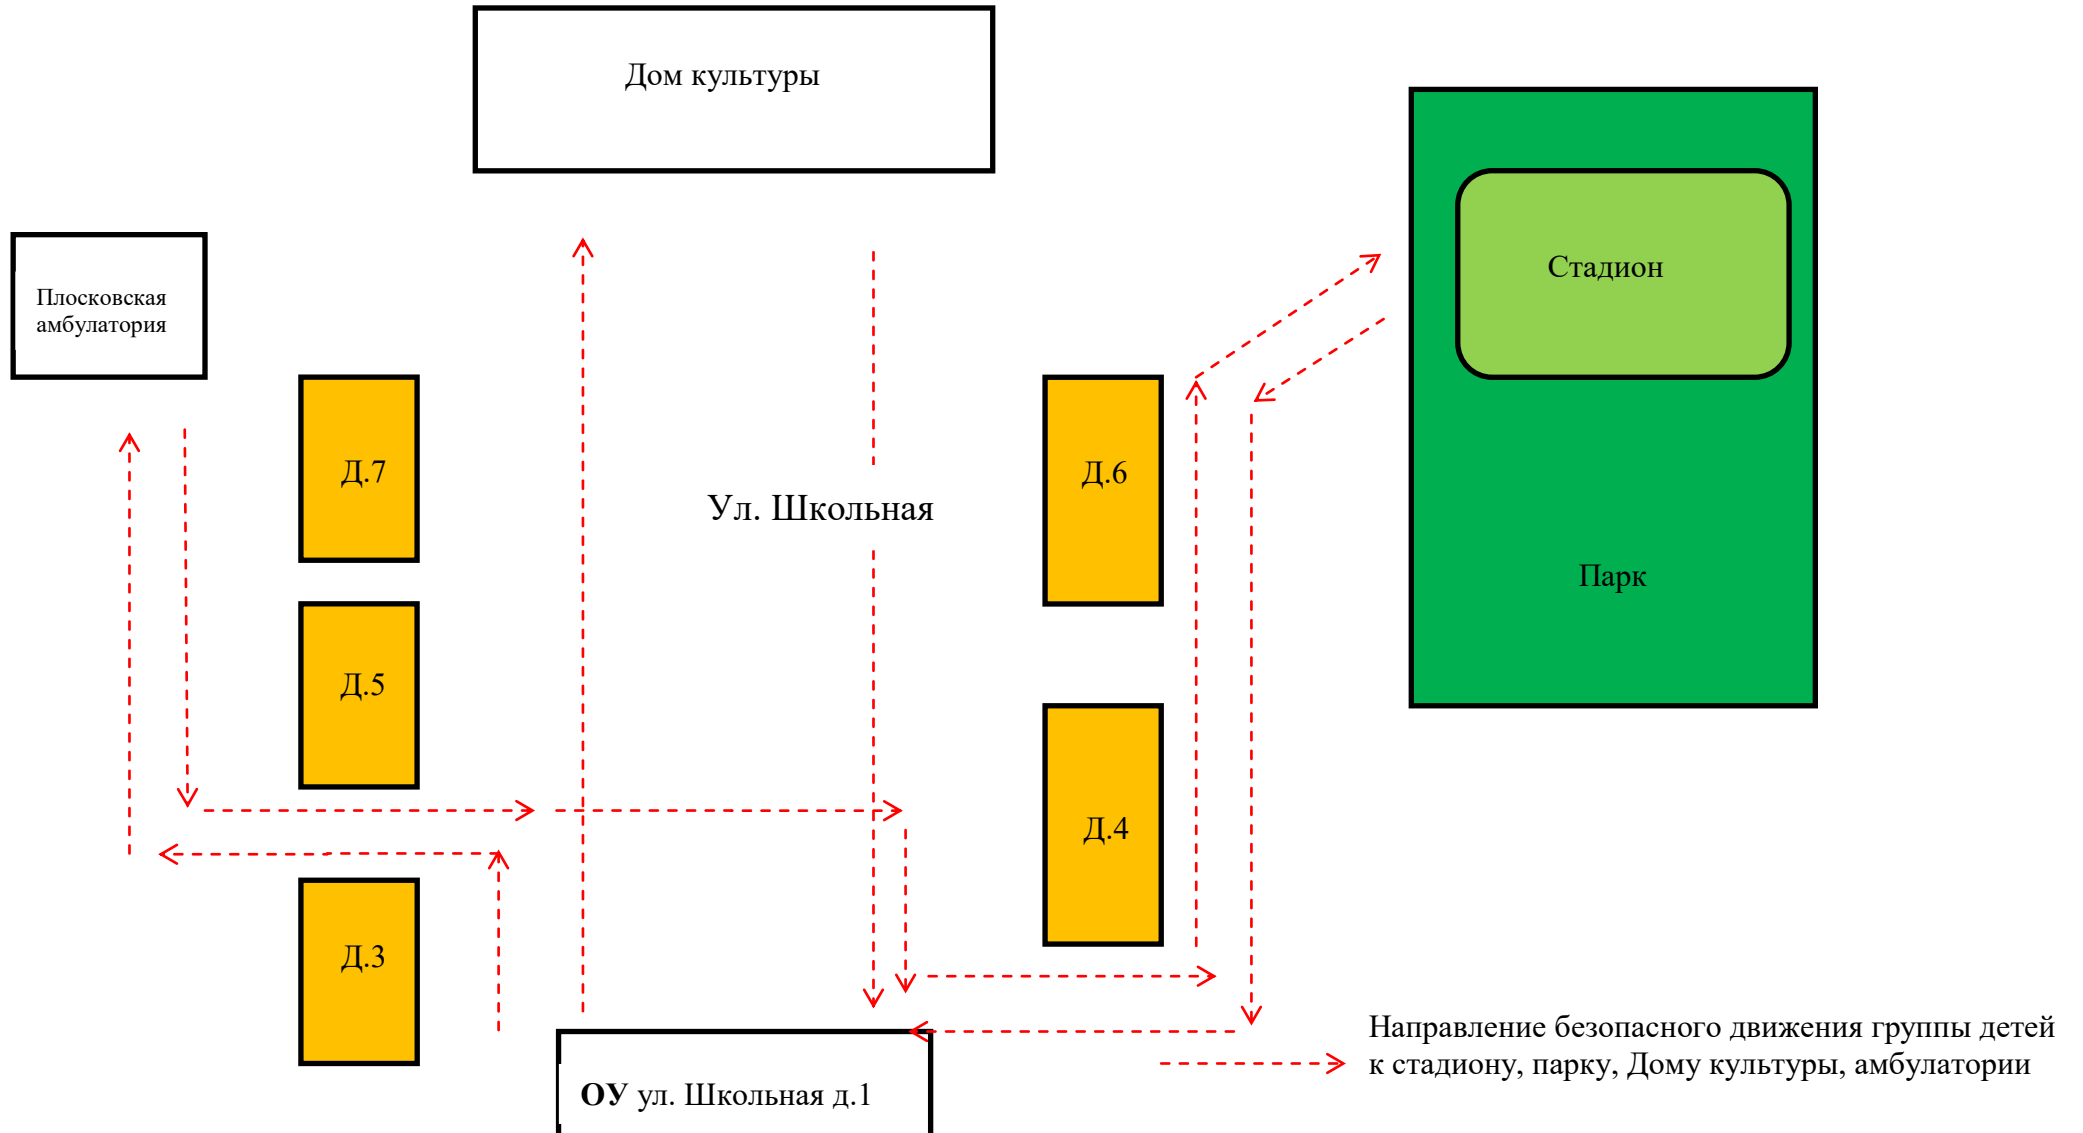 Дом культуры
Стадион
Плосковская
амбулатория
Д.7
Д.6
Ул. Школьная
Парк
Д.5
Д.4
Д.3
Направление безопасного движения группы детей
к стадиону, парку, Дому культуры, амбулатории
ОУ ул. Школьная д.1